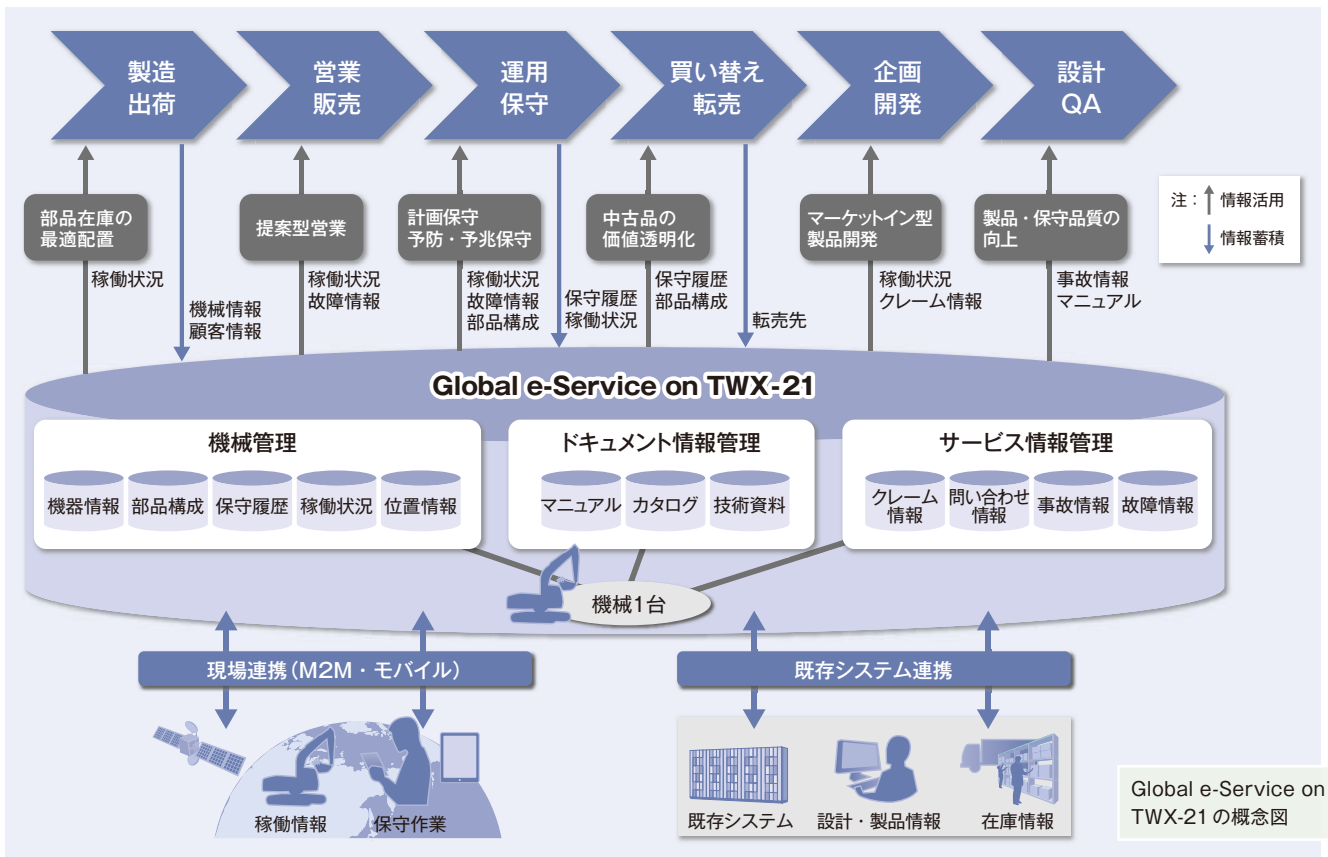 製造
出荷
営業
販売
運用
保守
買い替え
転売
企画
開発
設計
QA
部品在庫の
最適配置
提案型営業
計画保守
予防・予兆保守
中古品の
価値透明化
マーケットイン型
製品開発
製品・保守品質の
向上
注：
情報活用
情報蓄積
稼働状況
機械情報
顧客情報
稼働状況
故障情報
稼働状況
故障情報
部品構成
保守履歴
稼働状況
保守履歴
部品構成
転売先
稼働状況
クレーム情報
事故情報
マニュアル
Global e-Service on TWX-21
機械管理
機器情報
部品構成
保守履歴
稼働状況
位置情報
ドキュメント情報管理
マニュアル
カタログ
技術資料
サービス情報管理
クレーム
情報
問い合わせ
情報
事故情報
故障情報
機械1台
現場連携（M2M・モバイル）
既存システム連携
稼働情報
保守作業
既存システム
設計・製品情報
在庫情報
Global e-Service on
TWX-21の概念図